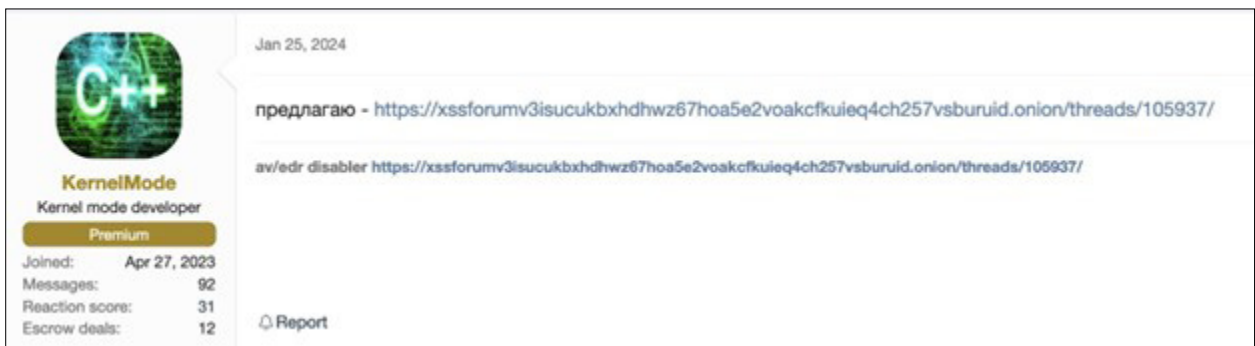 C++
KernelMode
Kernel mode developer
Premium
Joined: Apr 27, 2023
Messages: 92
Reaction score: 31
Escrow deals: 12
Jan 25, 2024
предлагаю - https://xssforumv3isucukbxhdhwz67hoa5e2voakcfkuieq4ch257vsburuid.onion/threads/105937/
av/edr disabler https://xssforumv3isucukbxhdhwz67hoa5e2voakcfkuieq4ch257vsburuid.onion/threads/105937/
Report